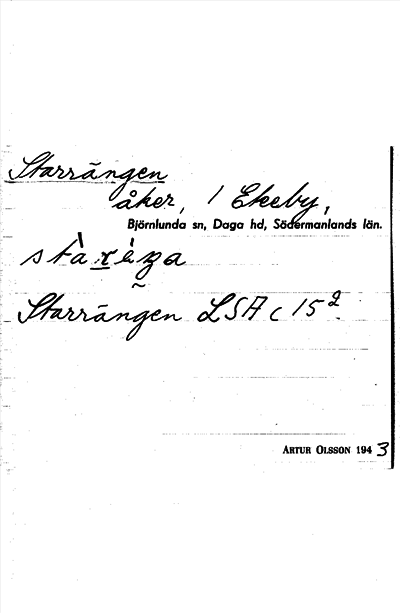 Starrängen
åker, 1 Ekeby,
Björnlunda sn, Daga hd, Södermanlands län.
Starrängen LSA C 15²
ARTUR OLSSON 1943